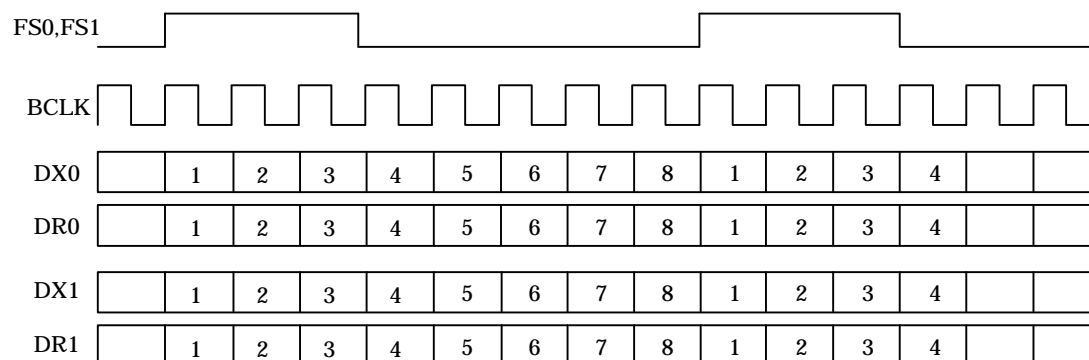 FS0,FS1
BCLK
DX0 1 2 3 4 5 6 7 8 1 2 3 4
DR0 1 2 3 4 5 6 7 8 1 2 3 4
DX1 1 2 3 4 5 6 7 8 1 2 3 4
DR1 1 2 3 4 5 6 7 8 1 2 3 4